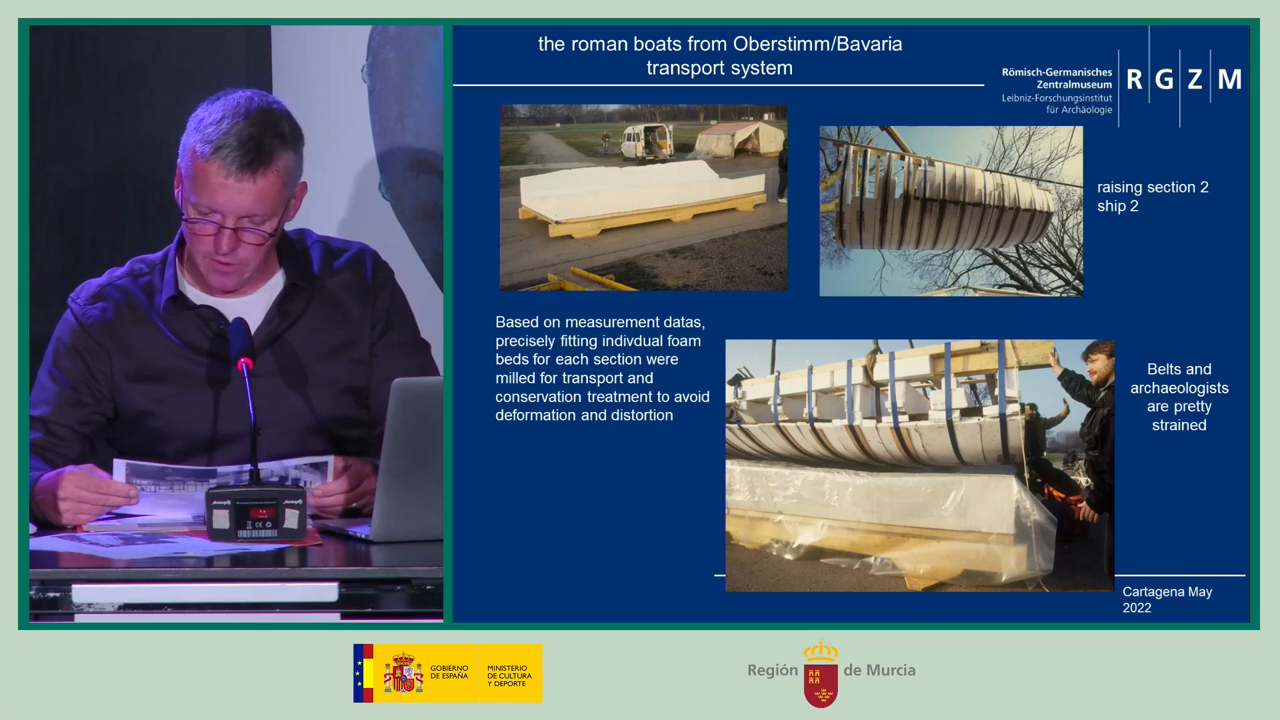 the roman boats from Oberstimm/Bavaria
transport system
Römisch-Germanisches
Zentralmuseum
Leibniz-Forschungsinstitut
für Archäologie
R G Z M
raising section 2
ship 2
Based on measurement datas,
precisely fitting indivdual foam
beds for each section were
milled for transport and
conservation treatment to avoid
deformation and distortion
Belts and
archaeologists
are pretty
strained
Cartagena May
2022
GOBIERNO
DE ESPAÑA
MINISTERIO
DE CULTURA
Y DEPORTE
Región de Murcia